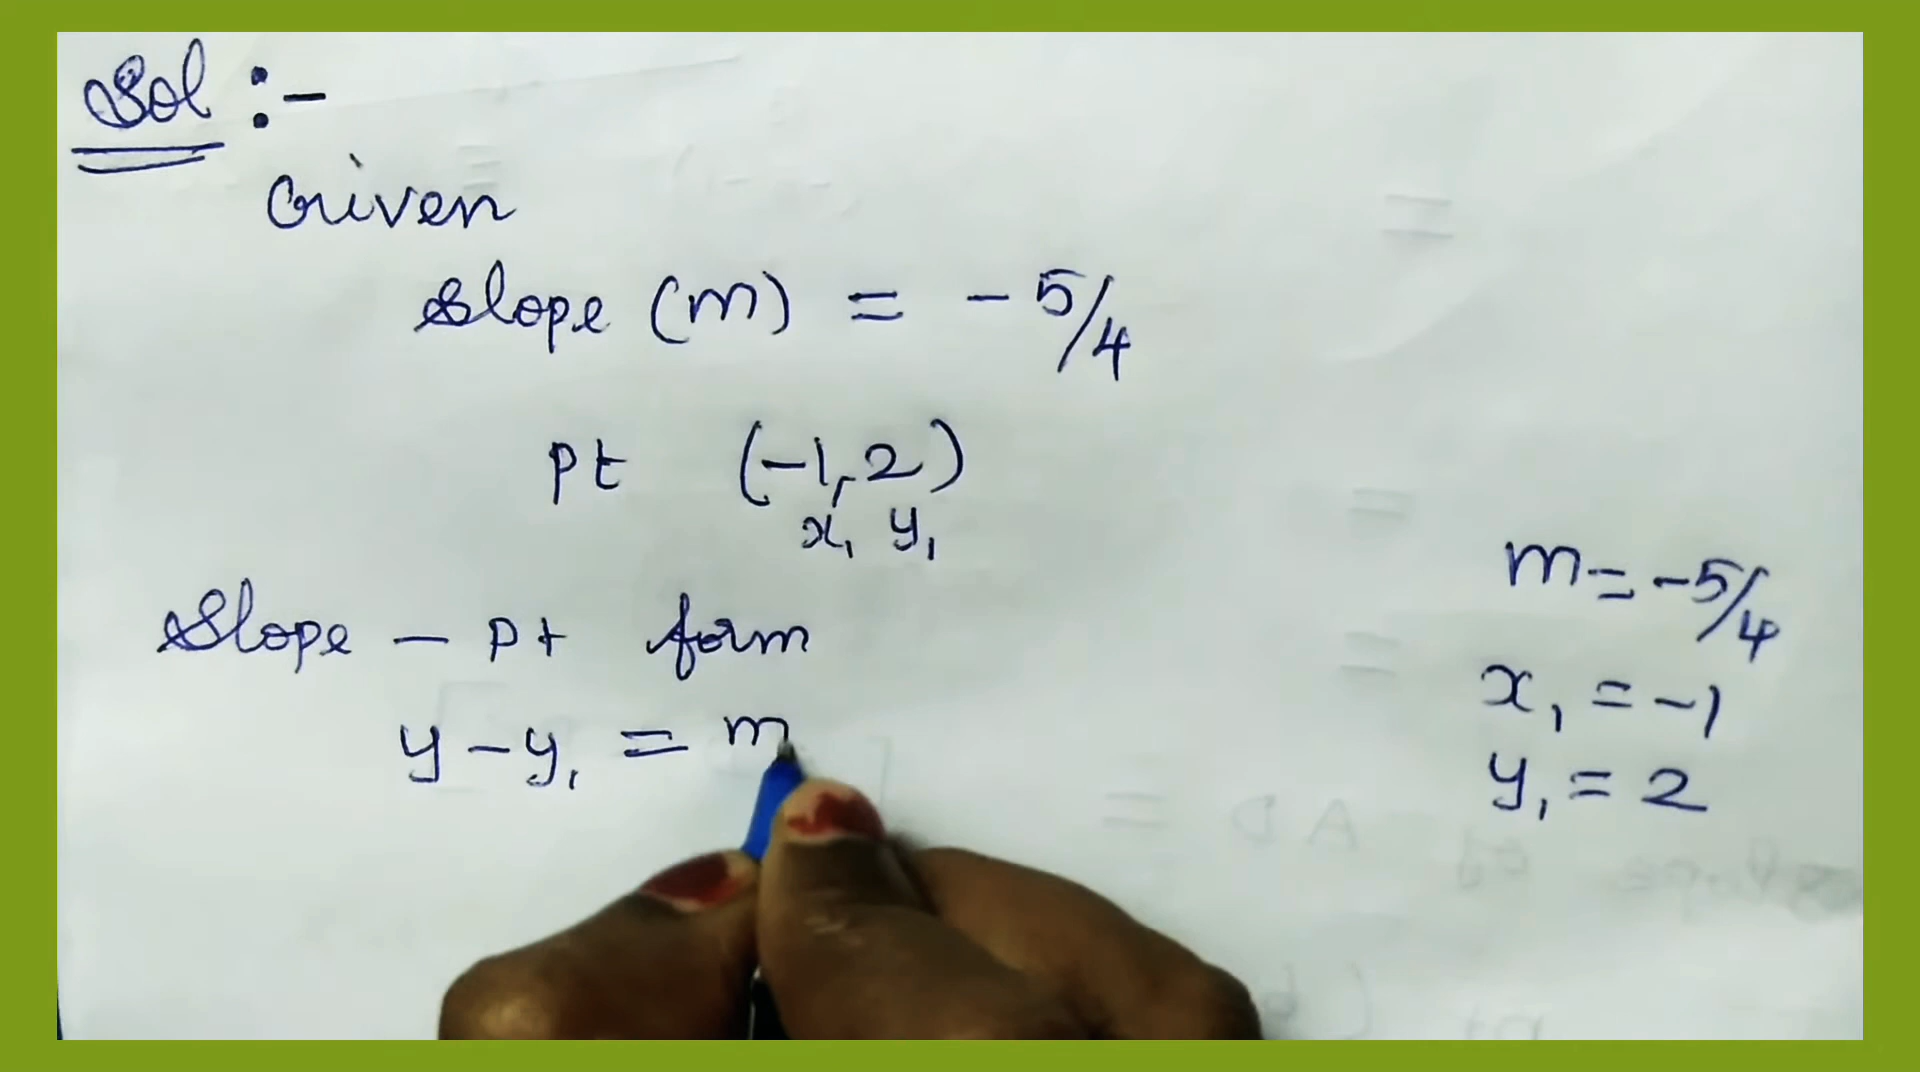 Sol :-
Given
Slope (m) = - 5/4
pt (-1, 2)
x₁ y₁
Slope - pt form
y - y₁ = m
m = -5/4
x₁ = -1
y₁ = 2